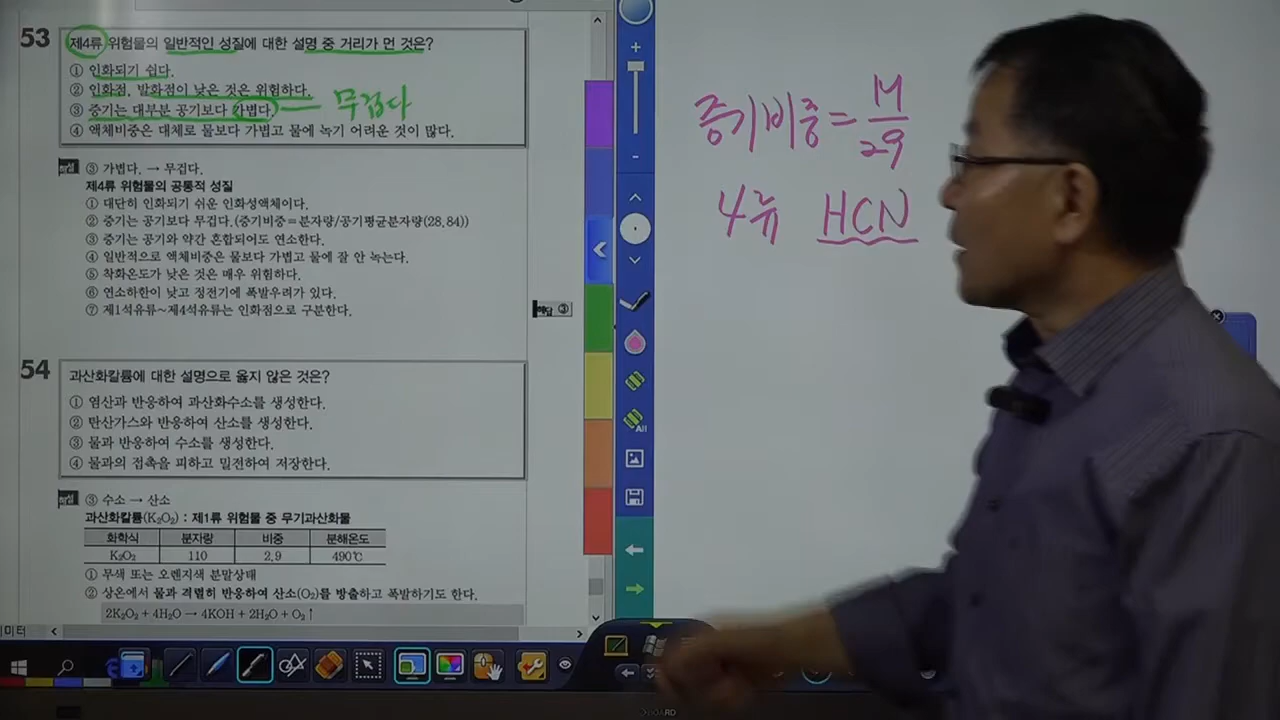 53
제4류 위험물의 일반적인 성질에 대한 설명 중 거리가 먼 것은?
① 인화되기 쉽다.
② 인화점, 발화점이 낮은 것은 위험하다.
③ 증기는 대부분 공기보다 가볍다. 무겁다
④ 액체비중은 대체로 물보다 가볍고 물에 녹기 어려운 것이 많다.
해설 ③ 가볍다. → 무겁다.
제4류 위험물의 공통적 성질
① 대단히 인화되기 쉬운 인화성액체이다.
② 증기는 공기보다 무겁다.(증기비중=분자량/공기평균분자량(28.84))
③ 증기는 공기와 약간 혼합되어도 연소한다.
④ 일반적으로 액체비중은 물보다 가볍고 물에 잘 안 녹는다.
⑤ 착화온도가 낮은 것은 매우 위험하다.
⑥ 연소하한이 낮고 정전기에 폭발우려가 있다.
⑦ 제1석유류~제4석유류는 인화점으로 구분한다.
해답 ③
54
과산화칼륨에 대한 설명으로 옳지 않은 것은?
① 염산과 반응하여 과산화수소를 생성한다.
② 탄산가스와 반응하여 산소를 생성한다.
③ 물과 반응하여 수소를 생성한다.
④ 물과의 접촉을 피하고 밀전하여 저장한다.
해설 ③ 수소 → 산소
과산화칼륨(K₂O₂) : 제1류 위험물 중 무기과산화물
화학식 분자량 비중 분해온도
K₂O₂ 110 2.9 490℃
① 무색 또는 오렌지색 분말상태
② 상온에서 물과 격렬히 반응하여 산소(O₂)를 방출하고 폭발하기도 한다.
2K₂O₂ + 4H₂O → 4KOH + 2H₂O + O₂↑
증기비중 = M/29
4류 HCN
All
미터